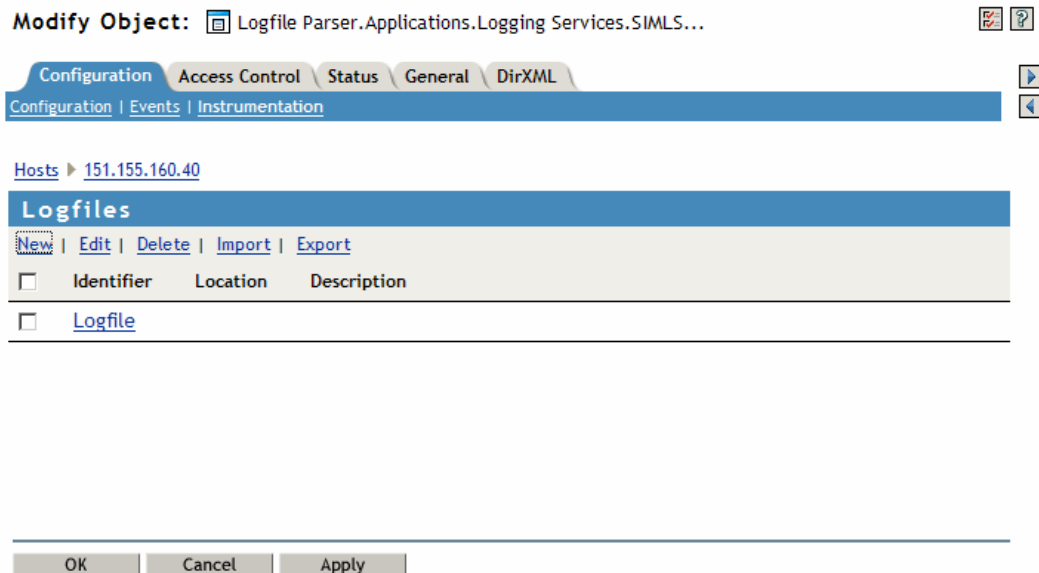 Modify Object: Logfile Parser.Applications.Logging Services.SIMLS...
Configuration Access Control Status General DirXML
Configuration | Events | Instrumentation
Hosts 151.155.160.40
Logfiles
New | Edit | Delete | Import | Export
Identifier Location Description
Logfile
OK Cancel Apply